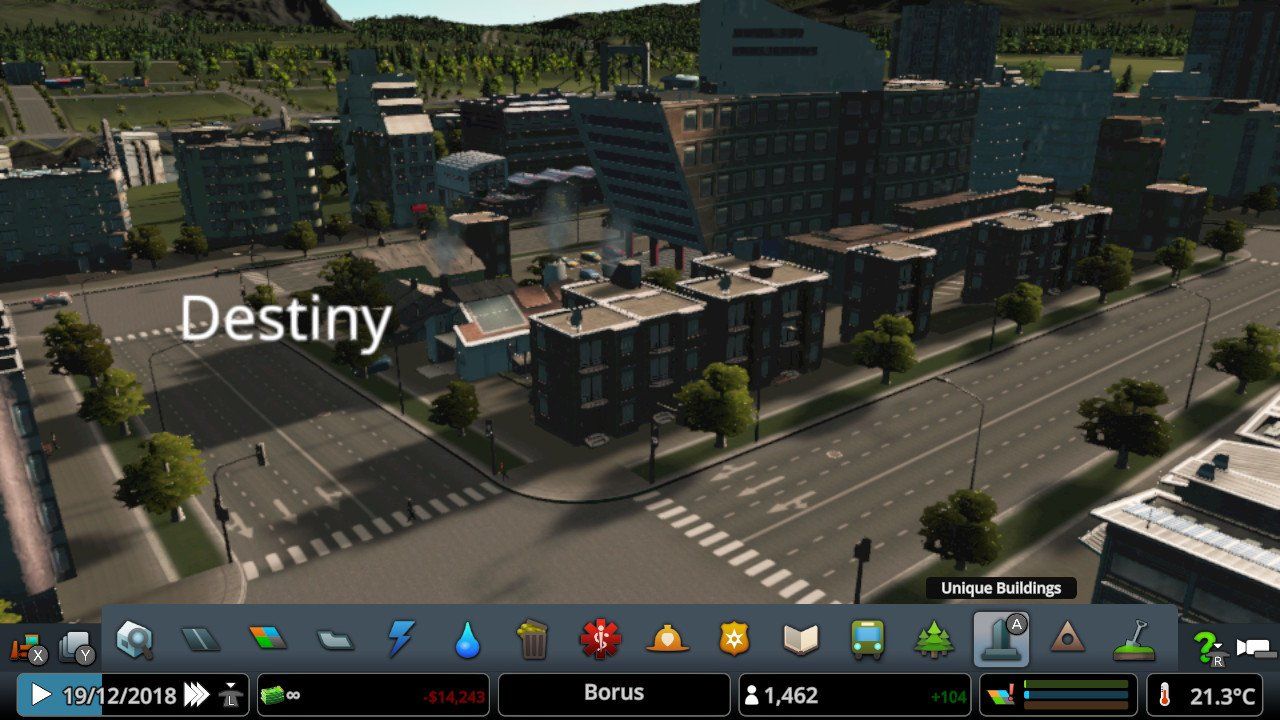 Destiny
Unique Buildings
A
X
Y
R
19/12/2018
L
∞
-$14,243
Borus
1,462
+104
21.3°C